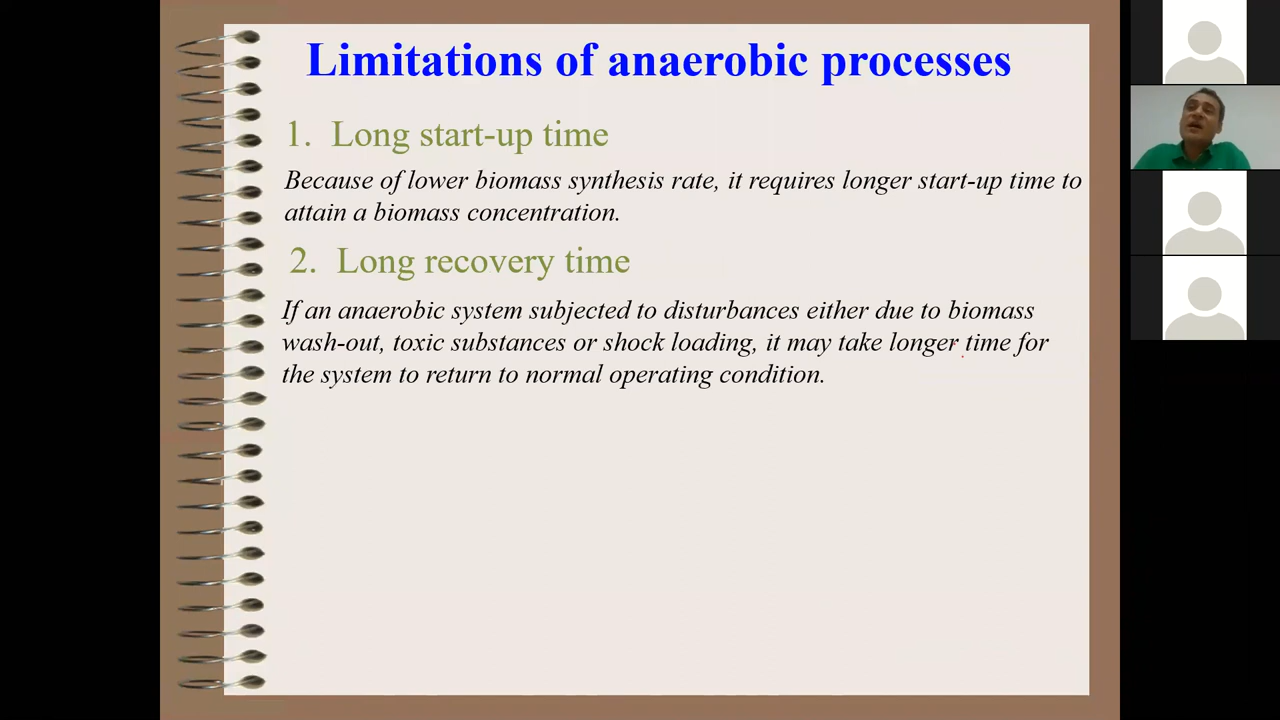 Limitations of anaerobic processes
1. Long start-up time
Because of lower biomass synthesis rate, it requires longer start-up time to
attain a biomass concentration.
2. Long recovery time
If an anaerobic system subjected to disturbances either due to biomass
wash-out, toxic substances or shock loading, it may take longer time for
the system to return to normal operating condition.